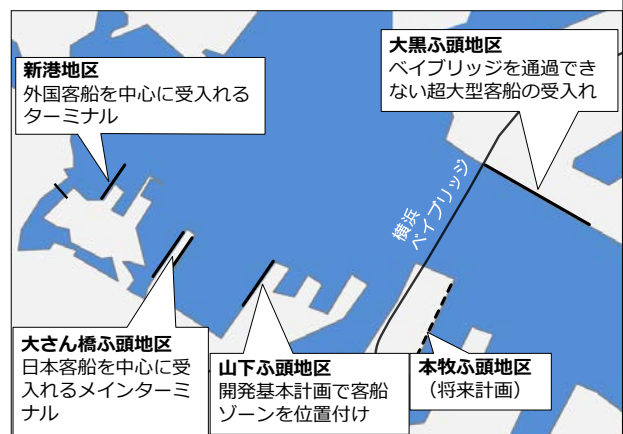 新港地区
外国客船を中心に受入れる
ターミナル
大黒ふ頭地区
ベイブリッジを通過でき
ない超大型客船の受入れ
横浜
ベイブリッジ
大さん橋ふ頭地区
日本客船を中心に受
入れるメインターミ
ナル
山下ふ頭地区
開発基本計画で客船
ゾーンを位置付け
本牧ふ頭地区
（将来計画）